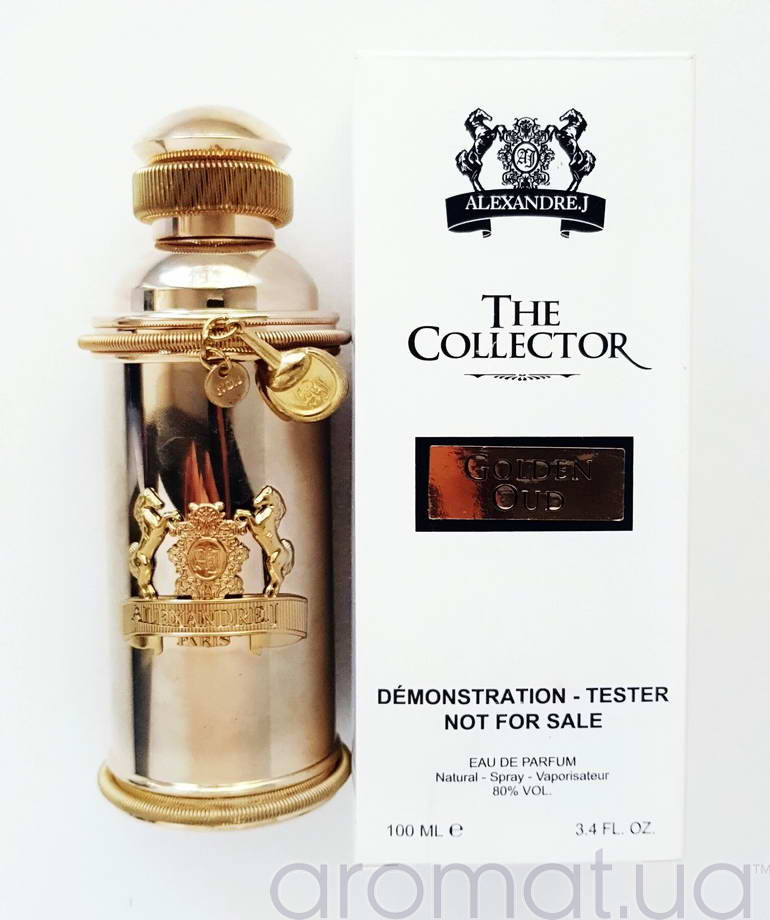 ALEXANDRE.J
THE
COLLECTOR
GOLDEN
OUD
ALEXANDRE.J
PARIS
DÉMONSTRATION - TESTER
NOT FOR SALE
EAU DE PARFUM
Natural - Spray - Vaporisateur
80% VOL.
100 ML ℮
3.4 FL. OZ.
aromat.ua™